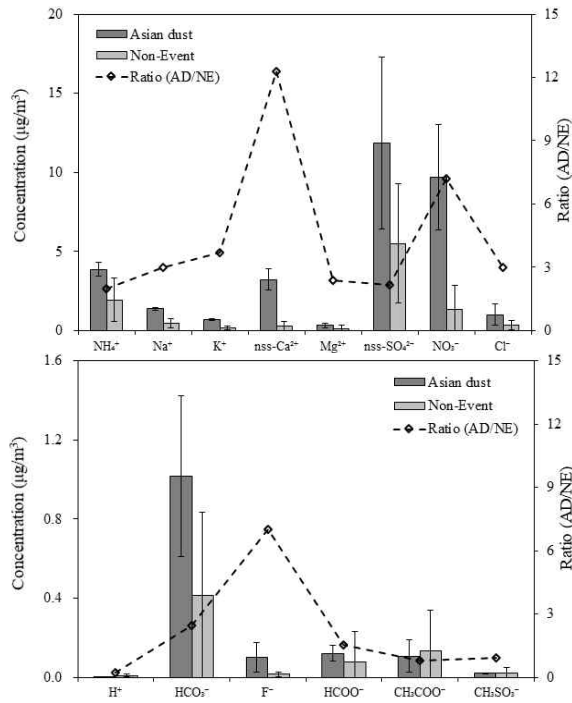 20
15
10
5
0
Concentration (μg/m³)
Asian dust
Non-Event
Ratio (AD/NE)
15
12
9
6
3
0
Ratio (AD/NE)
NH₄⁺ Na⁺ K⁺ nss-Ca²⁺ Mg²⁺ nss-SO₄²⁻ NO₃⁻ Cl⁻
1.6
1.2
0.8
0.4
0.0
Concentration (μg/m³)
Asian dust
Non-Event
Ratio (AD/NE)
15
12
9
6
3
0
Ratio (AD/NE)
H⁺ HCO₃⁻ F⁻ HCOO⁻ CH₃COO⁻ CH₃SO₃⁻